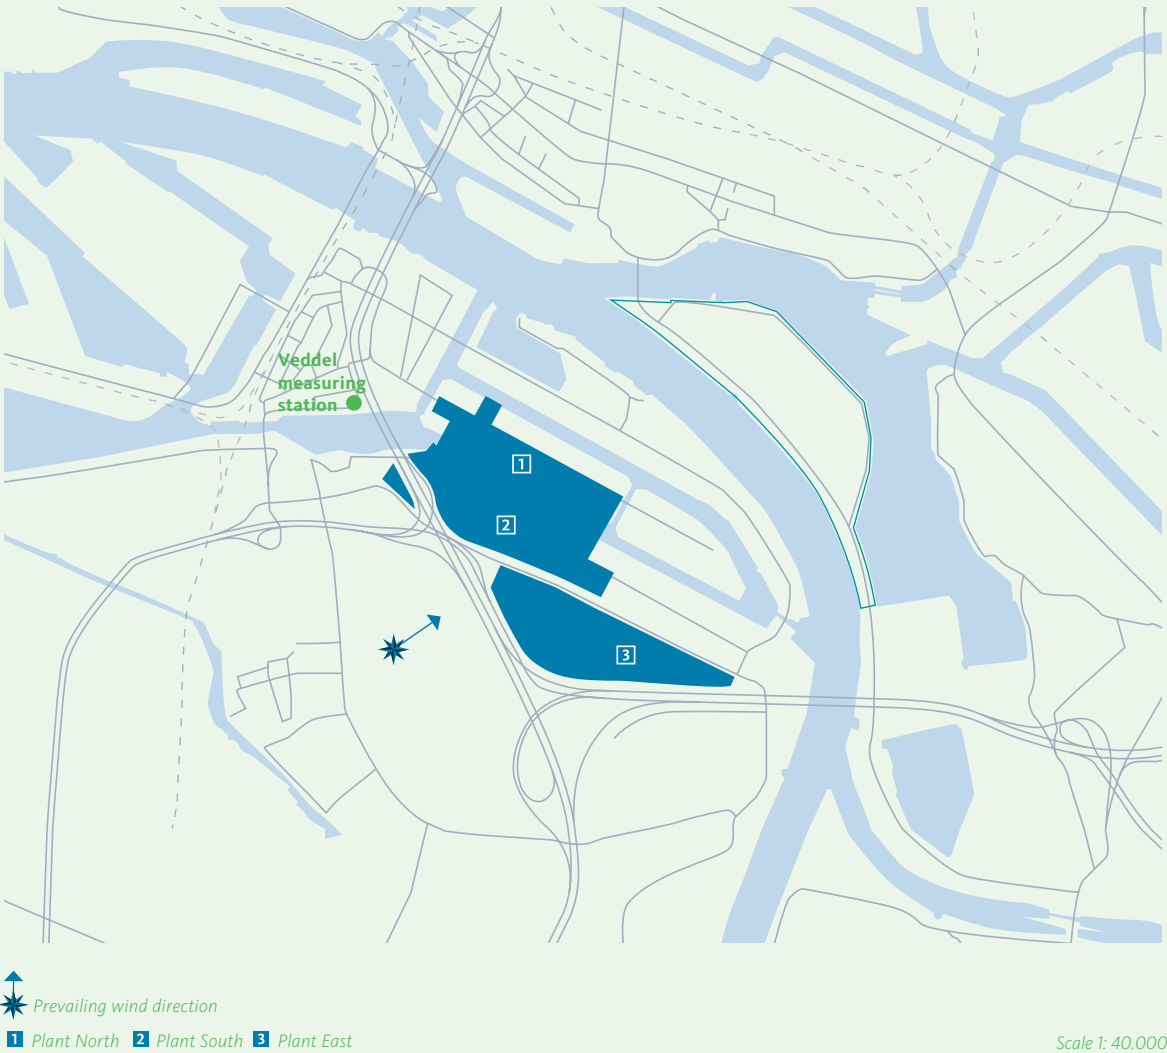 Veddel
measuring
station
1
2
3
Prevailing wind direction
1 Plant North 2 Plant South 3 Plant East
Scale 1: 40.000